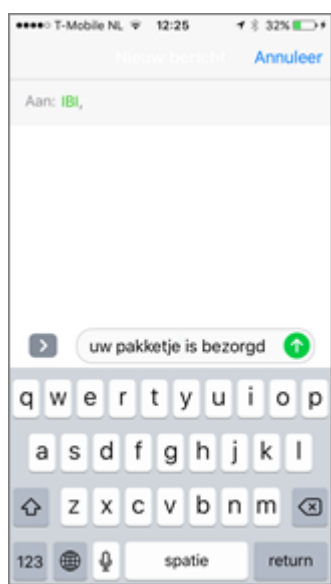 T-Mobile NL 12:25 32%
Nieuw bericht Annuleer
Aan: IBI,
uw pakketje is bezorgd
q w e r t y u i o p
a s d f g h j k l
z x c v b n m
123 spatie return